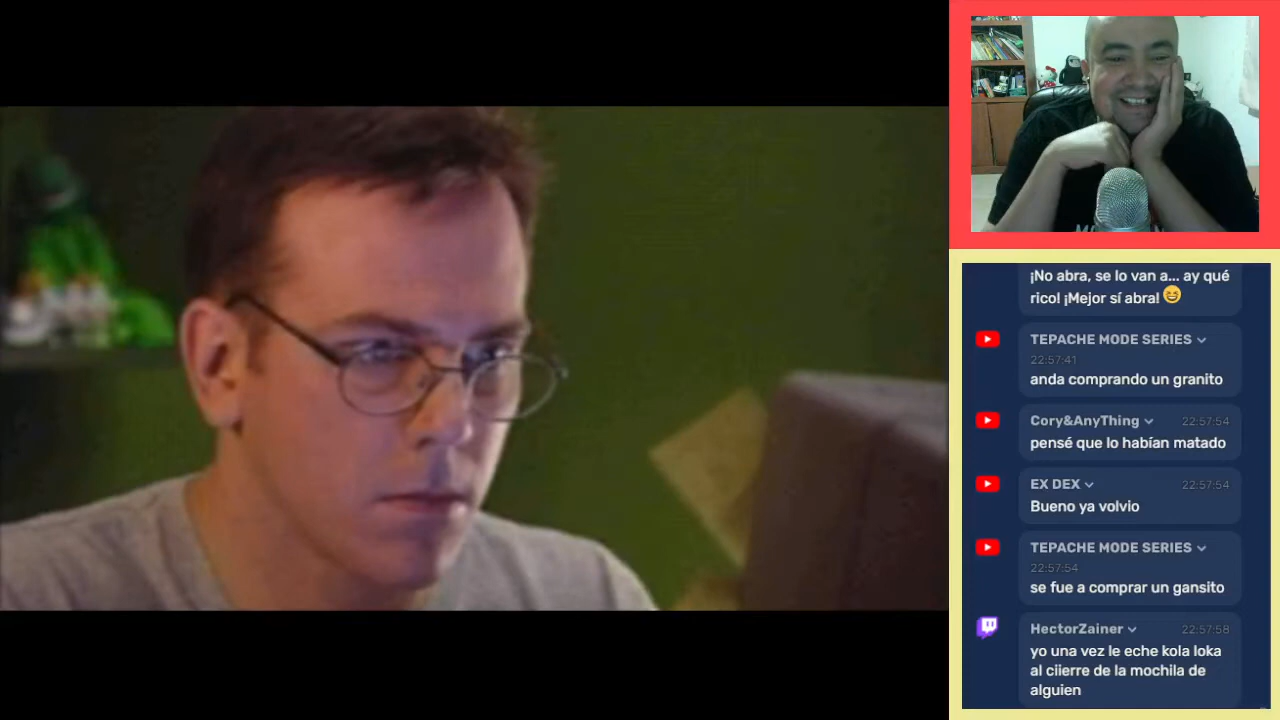 ¡No abra, se lo van a... ay qué
rico! ¡Mejor sí abra! 😆
TEPACHE MODE SERIES
22:57:41
anda comprando un granito
Cory&AnyThing 22:57:54
pensé que lo habían matado
EX DEX 22:57:54
Bueno ya volvio
TEPACHE MODE SERIES
22:57:54
se fue a comprar un gansito
HectorZainer 22:57:58
yo una vez le eche kola loka
al ciierre de la mochila de
alguien